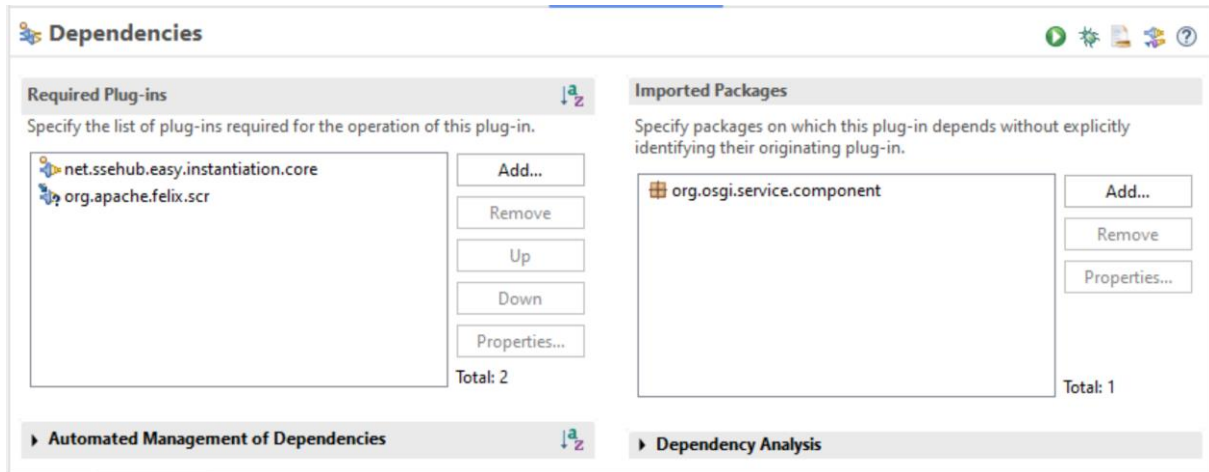 Dependencies
Required Plug-ins
Specify the list of plug-ins required for the operation of this plug-in.
net.ssehub.easy.instantiation.core
org.apache.felix.scr
Add...
Remove
Up
Down
Properties...
Total: 2
Automated Management of Dependencies
Imported Packages
Specify packages on which this plug-in depends without explicitly
identifying their originating plug-in.
org.osgi.service.component
Add...
Remove
Properties...
Total: 1
Dependency Analysis